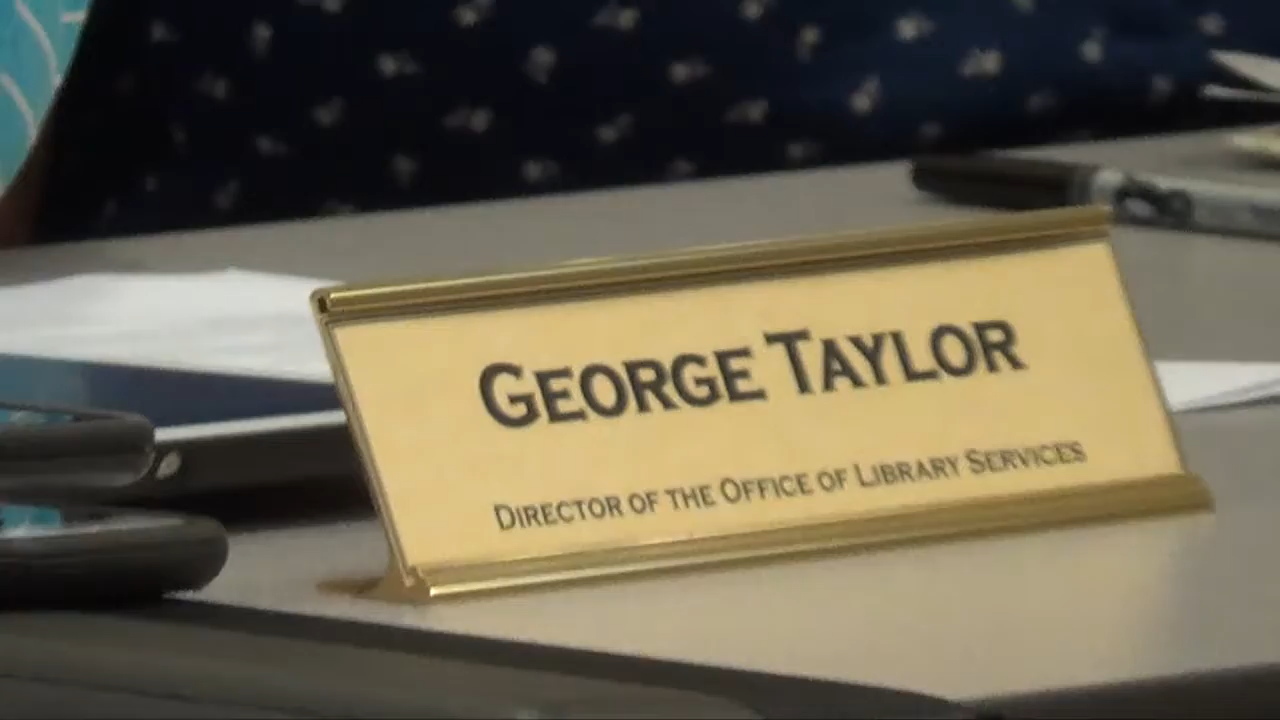 GEORGE TAYLOR
DIRECTOR OF THE OFFICE OF LIBRARY SERVICES